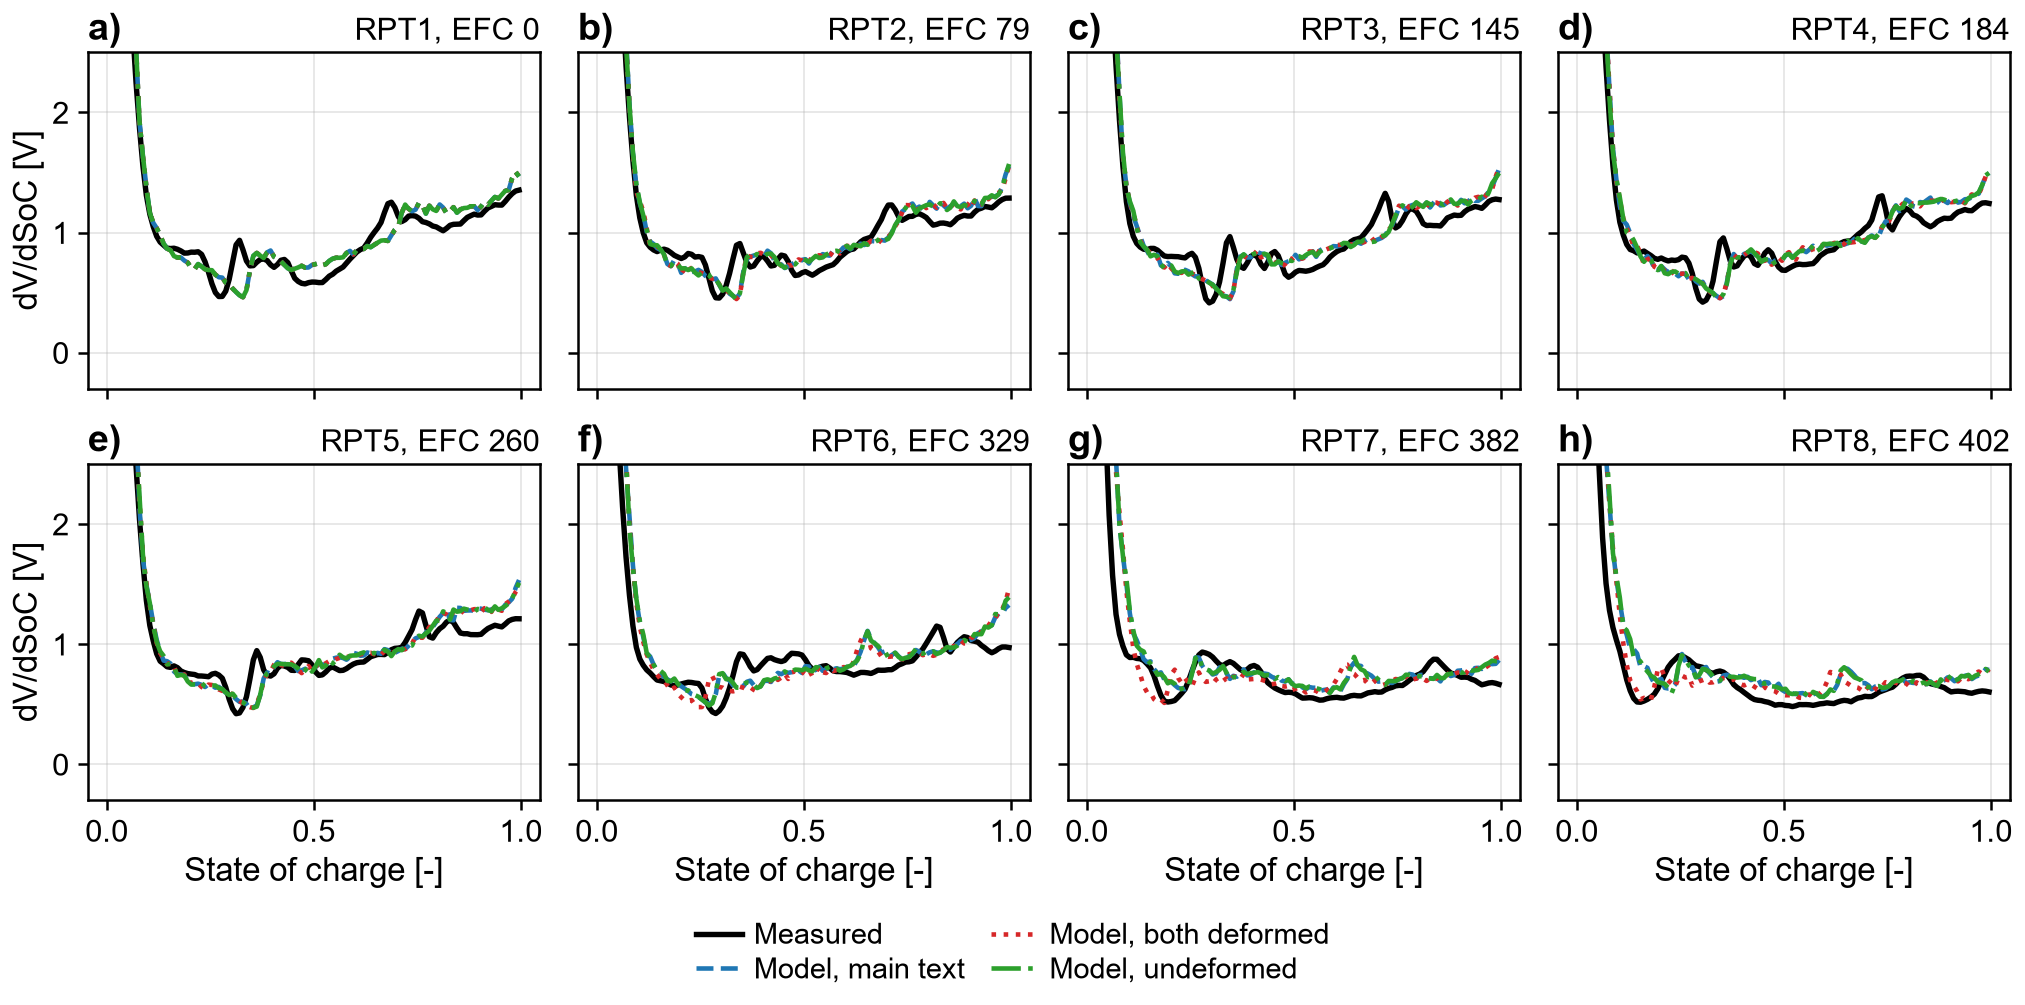 a) RPT1, EFC 0
b) RPT2, EFC 79
c) RPT3, EFC 145
d) RPT4, EFC 184
dV/dSoC [V]
2
1
0
e) RPT5, EFC 260
f) RPT6, EFC 329
g) RPT7, EFC 382
h) RPT8, EFC 402
dV/dSoC [V]
2
1
0
0.0 0.5 1.0
0.0 0.5 1.0
0.0 0.5 1.0
0.0 0.5 1.0
State of charge [-]
State of charge [-]
State of charge [-]
State of charge [-]
Measured
Model, main text
Model, both deformed
Model, undeformed